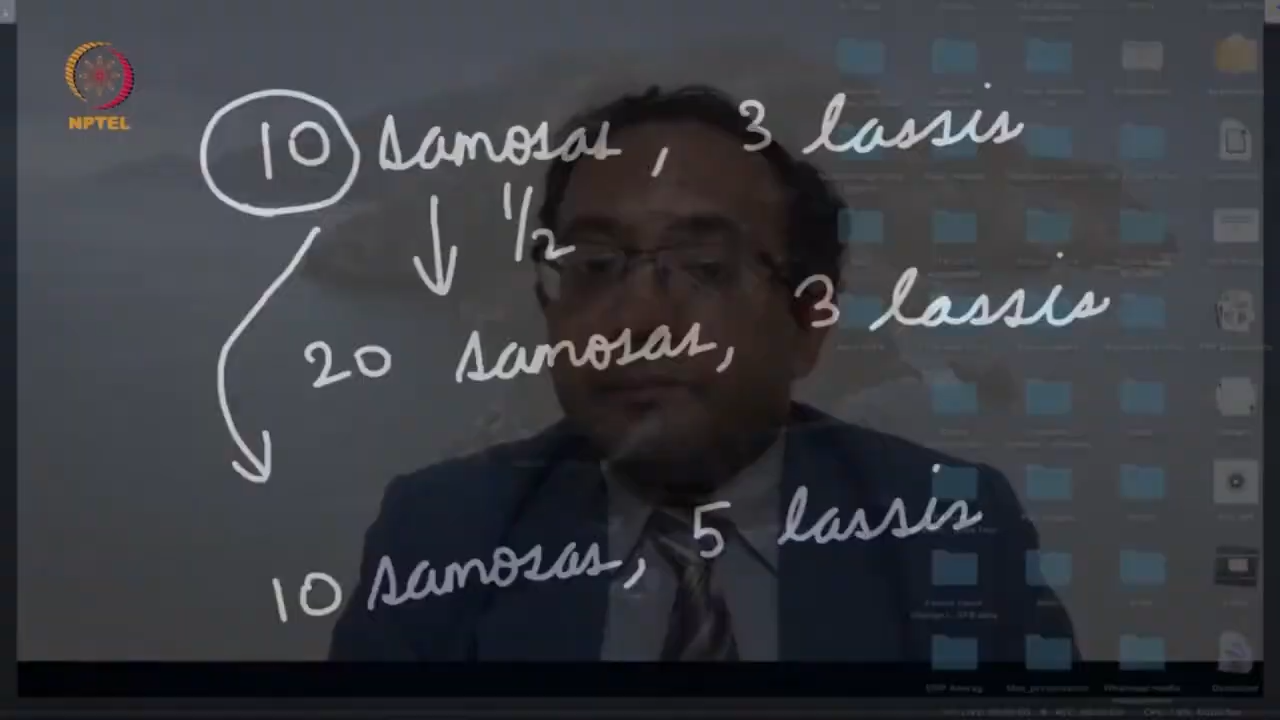 NPTEL
10 samosas, 3 lassis
1/2
20 samosas, 3 lassis
10 samosas, 5 lassis